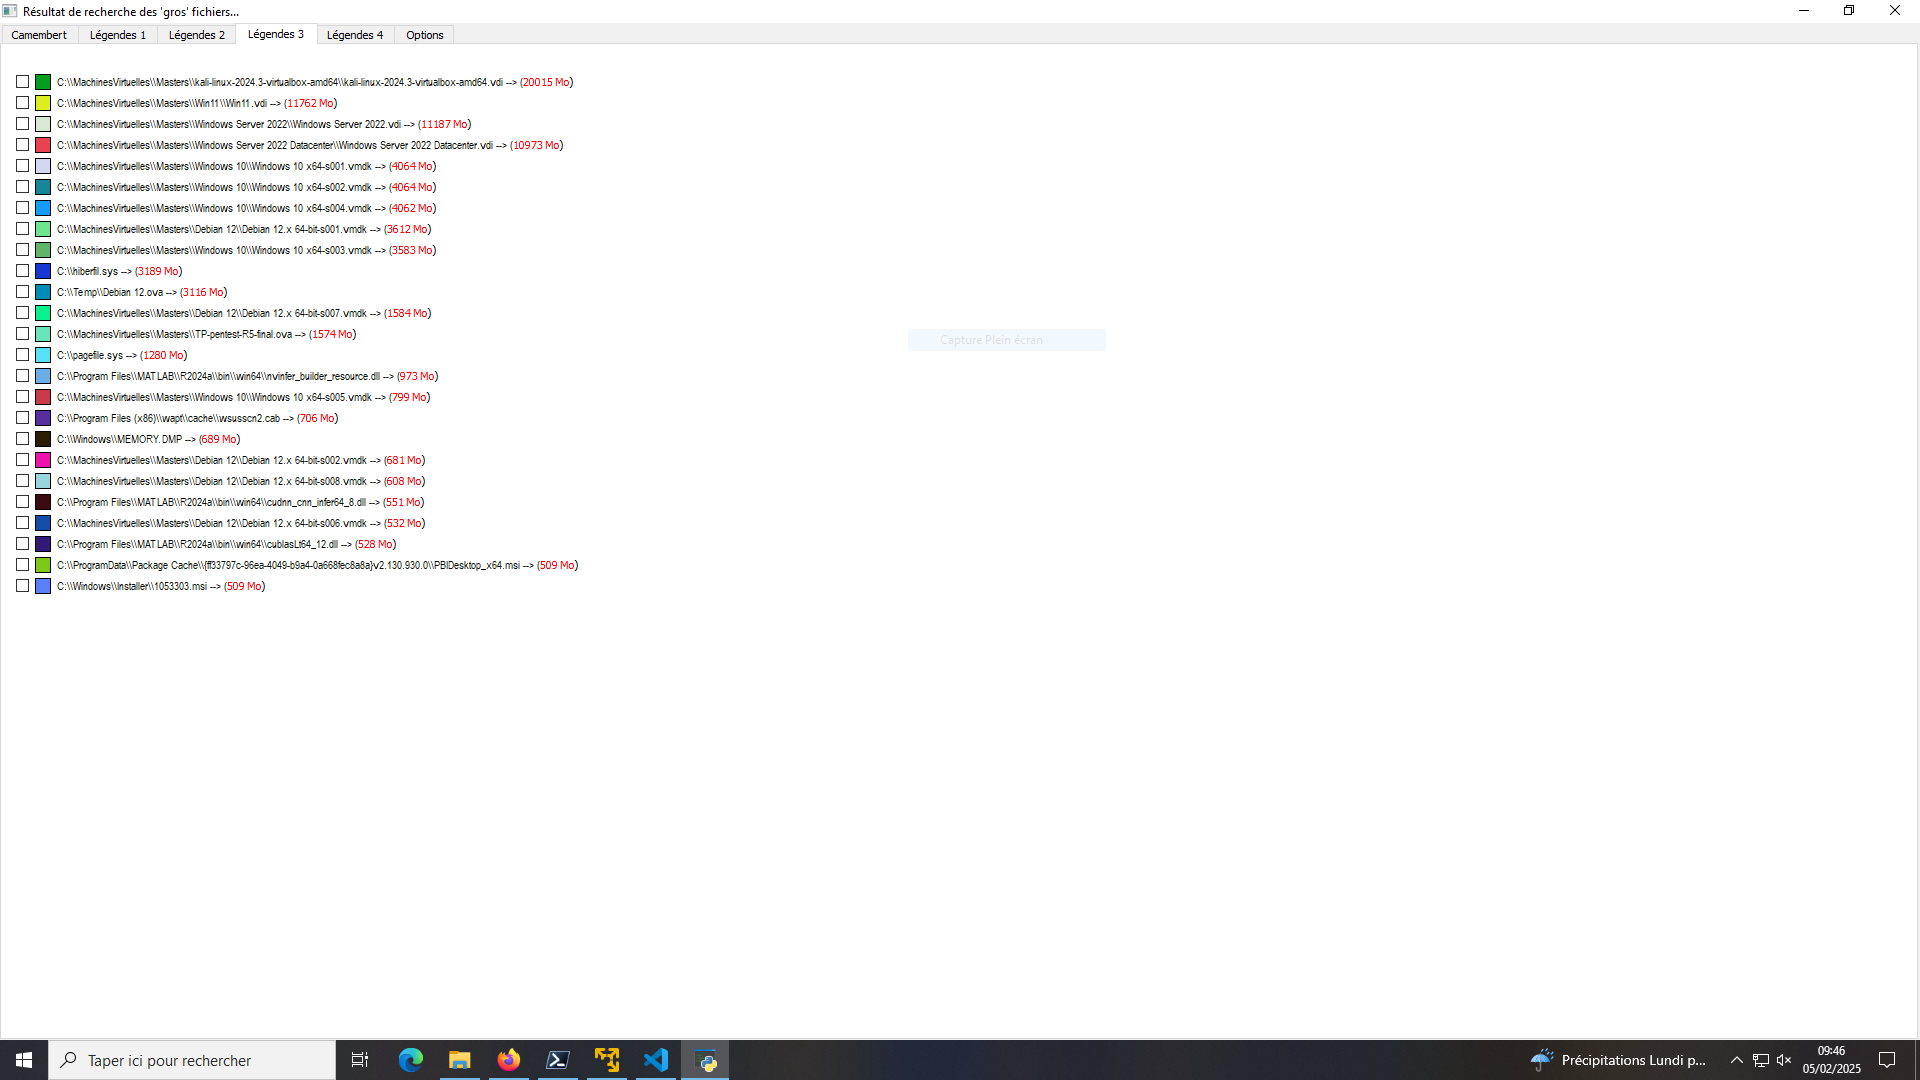 Résultat de recherche des 'gros' fichiers...
Camembert Légendes 1 Légendes 2 Légendes 3 Légendes 4 Options
C:\\MachinesVirtuelles\\Masters\\kali-linux-2024.3-virtualbox-amd64\\kali-linux-2024.3-virtualbox-amd64.vdi --> (20015 Mo)
C:\\MachinesVirtuelles\\Masters\\Win11\\Win11.vdi --> (11762 Mo)
C:\\MachinesVirtuelles\\Masters\\Windows Server 2022\\Windows Server 2022.vdi --> (11187 Mo)
C:\\MachinesVirtuelles\\Masters\\Windows Server 2022 Datacenter\\Windows Server 2022 Datacenter.vdi --> (10973 Mo)
C:\\MachinesVirtuelles\\Masters\\Windows 10\\Windows 10 x64-s001.vmdk --> (4064 Mo)
C:\\MachinesVirtuelles\\Masters\\Windows 10\\Windows 10 x64-s002.vmdk --> (4064 Mo)
C:\\MachinesVirtuelles\\Masters\\Windows 10\\Windows 10 x64-s004.vmdk --> (4062 Mo)
C:\\MachinesVirtuelles\\Masters\\Debian 12\\Debian 12.x 64-bit-s001.vmdk --> (3612 Mo)
C:\\MachinesVirtuelles\\Masters\\Windows 10\\Windows 10 x64-s003.vmdk --> (3583 Mo)
C:\\hiberfil.sys --> (3189 Mo)
C:\\Temp\\Debian 12.ova --> (3116 Mo)
C:\\MachinesVirtuelles\\Masters\\Debian 12\\Debian 12.x 64-bit-s007.vmdk --> (1584 Mo)
C:\\MachinesVirtuelles\\Masters\\TP-pentest-R5-final.ova --> (1574 Mo)
Capture Plein écran
C:\\pagefile.sys --> (1280 Mo)
C:\\Program Files\\MATLAB\\R2024a\\bin\\win64\\nvinfer_builder_resource.dll --> (973 Mo)
C:\\MachinesVirtuelles\\Masters\\Windows 10\\Windows 10 x64-s005.vmdk --> (799 Mo)
C:\\Program Files (x86)\\wapt\\cache\\wsusscn2.cab --> (706 Mo)
C:\\Windows\\MEMORY.DMP --> (689 Mo)
C:\\MachinesVirtuelles\\Masters\\Debian 12\\Debian 12.x 64-bit-s002.vmdk --> (681 Mo)
C:\\MachinesVirtuelles\\Masters\\Debian 12\\Debian 12.x 64-bit-s008.vmdk --> (608 Mo)
C:\\Program Files\\MATLAB\\R2024a\\bin\\win64\\cudnn_cnn_infer64_8.dll --> (551 Mo)
C:\\MachinesVirtuelles\\Masters\\Debian 12\\Debian 12.x 64-bit-s006.vmdk --> (532 Mo)
C:\\Program Files\\MATLAB\\R2024a\\bin\\win64\\cublasLt64_12.dll --> (528 Mo)
C:\\ProgramData\\Package Cache\\{ff33797c-96ea-4049-b9a4-0a668fec8a8a}v2.130.930.0\\PBIDesktop_x64.msi --> (509 Mo)
C:\\Windows\\Installer\\1053303.msi --> (509 Mo)
Taper ici pour rechercher
Précipitations Lundi p...
09:46
05/02/2025